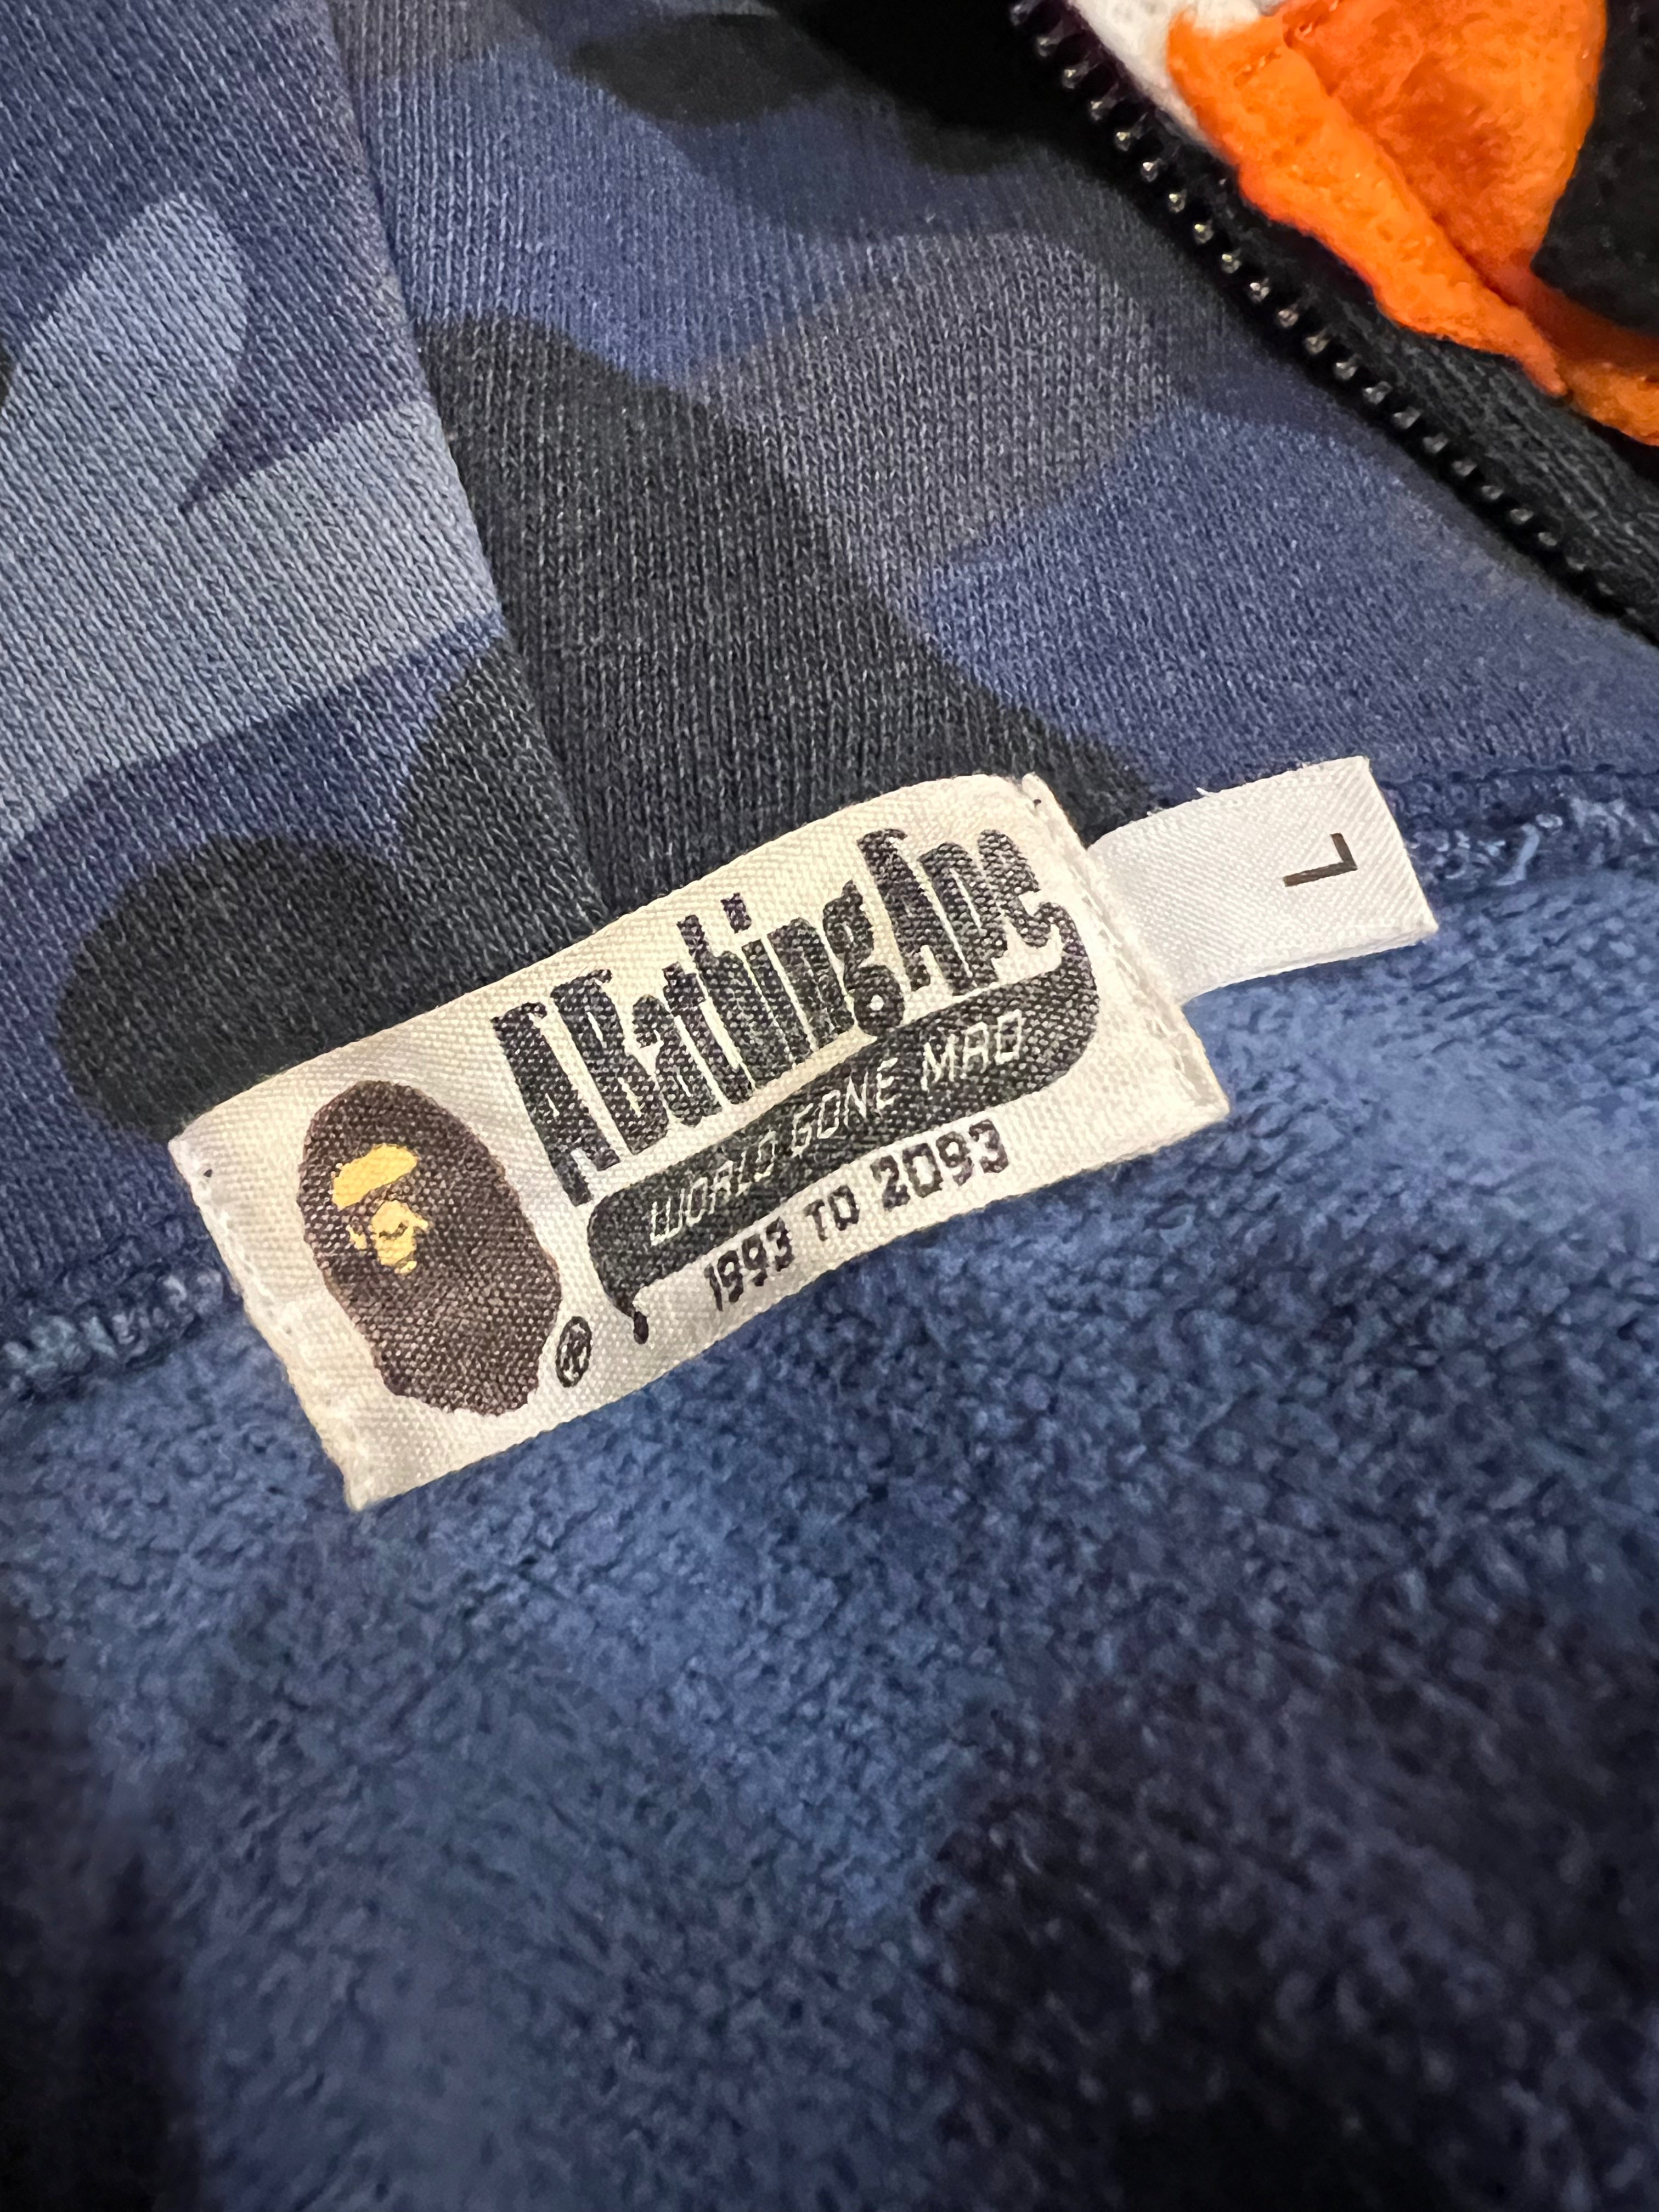 A Bathing Ape
WORLD GONE MAD
1993 TO 2093
®
L